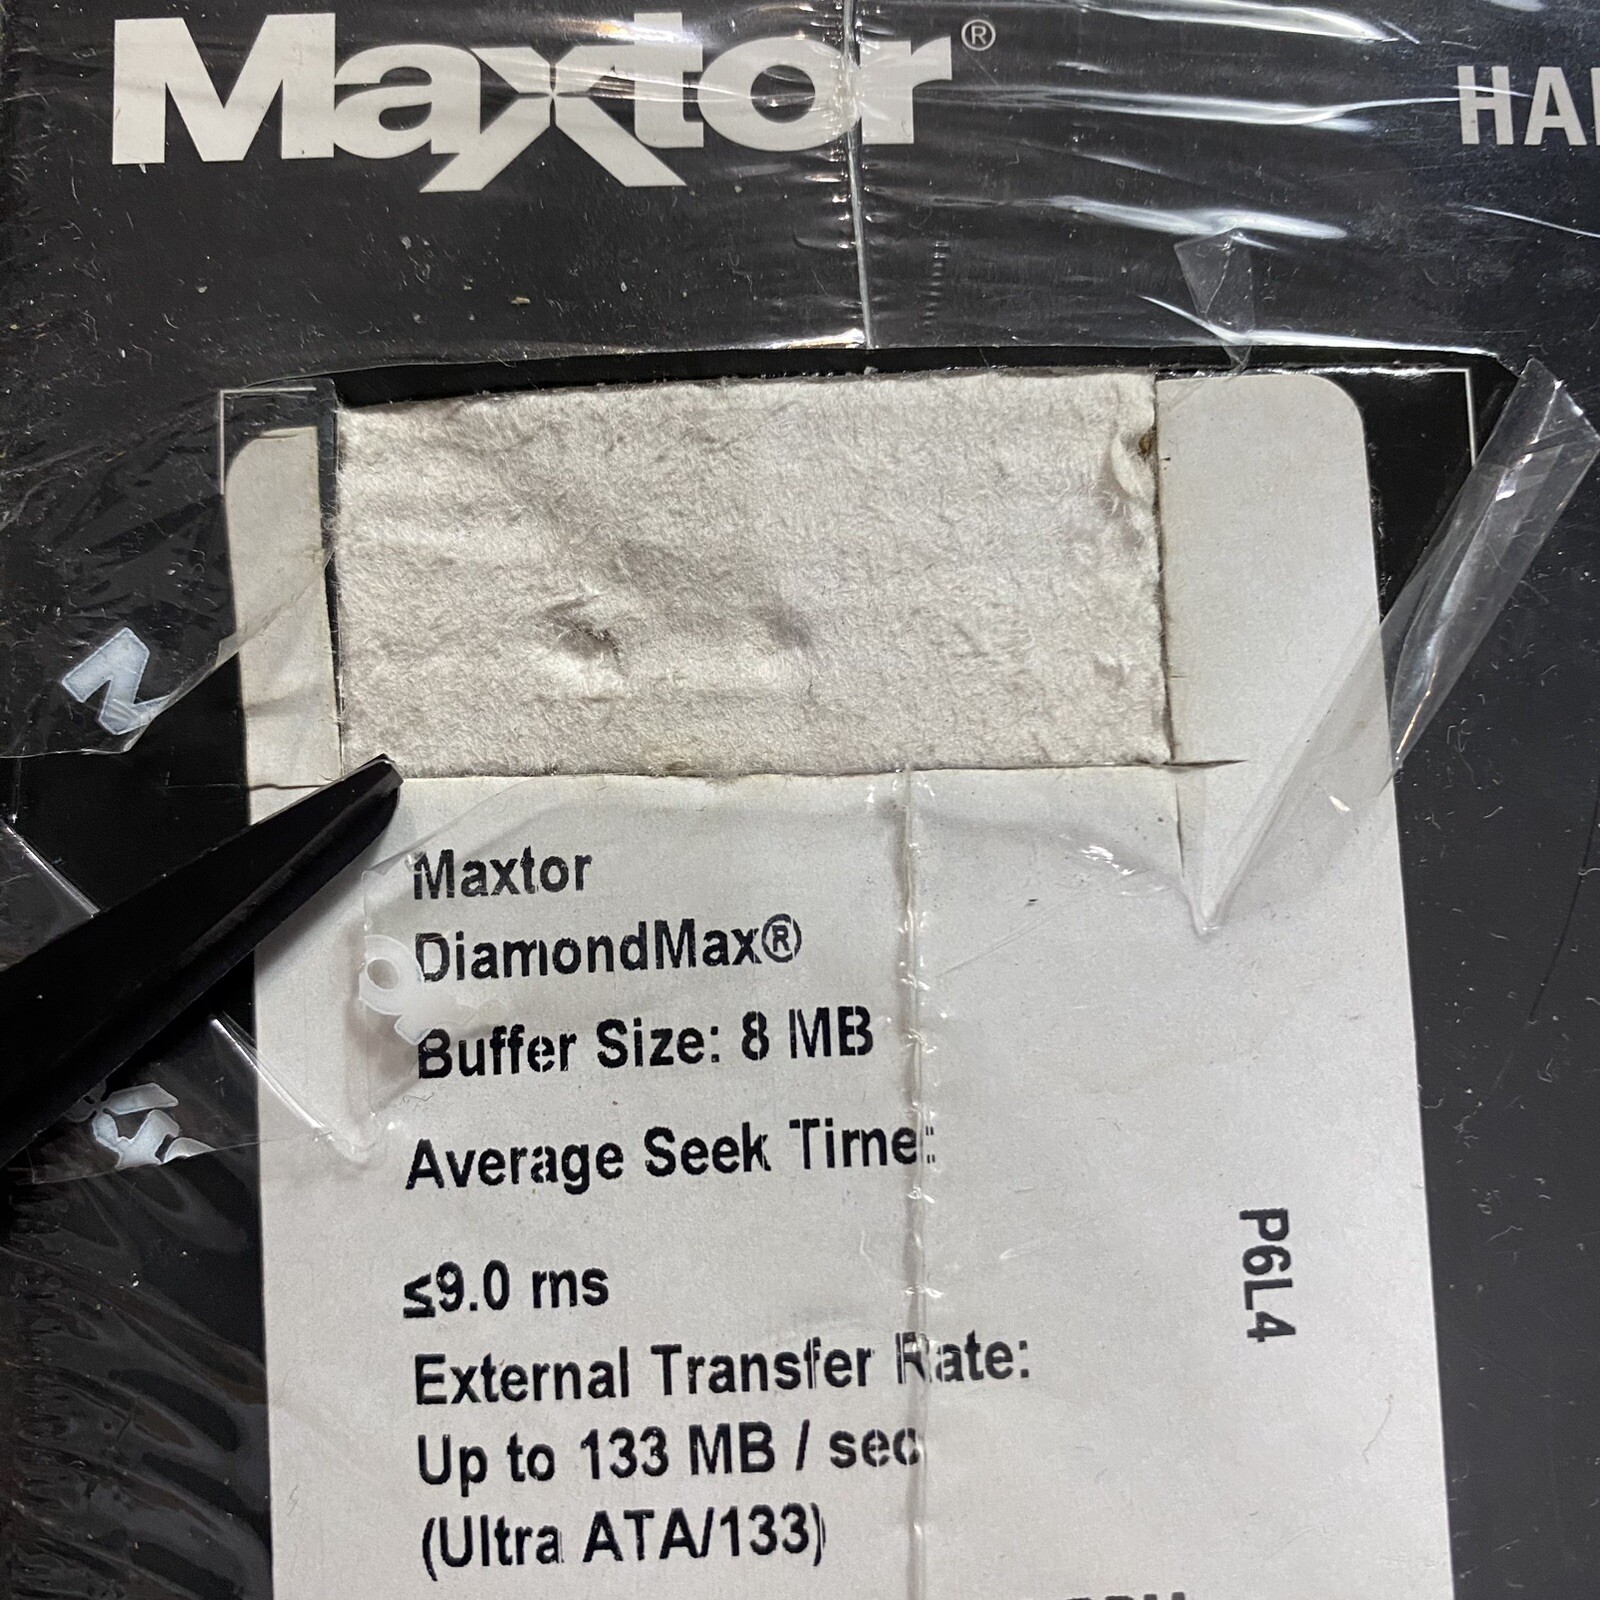 Maxtor®
HA
Maxtor
DiamondMax®
Buffer Size: 8 MB
Average Seek Time:
≤9.0 ms
External Transfer Rate:
Up to 133 MB / sec
(Ultra ATA/133)
P6L4